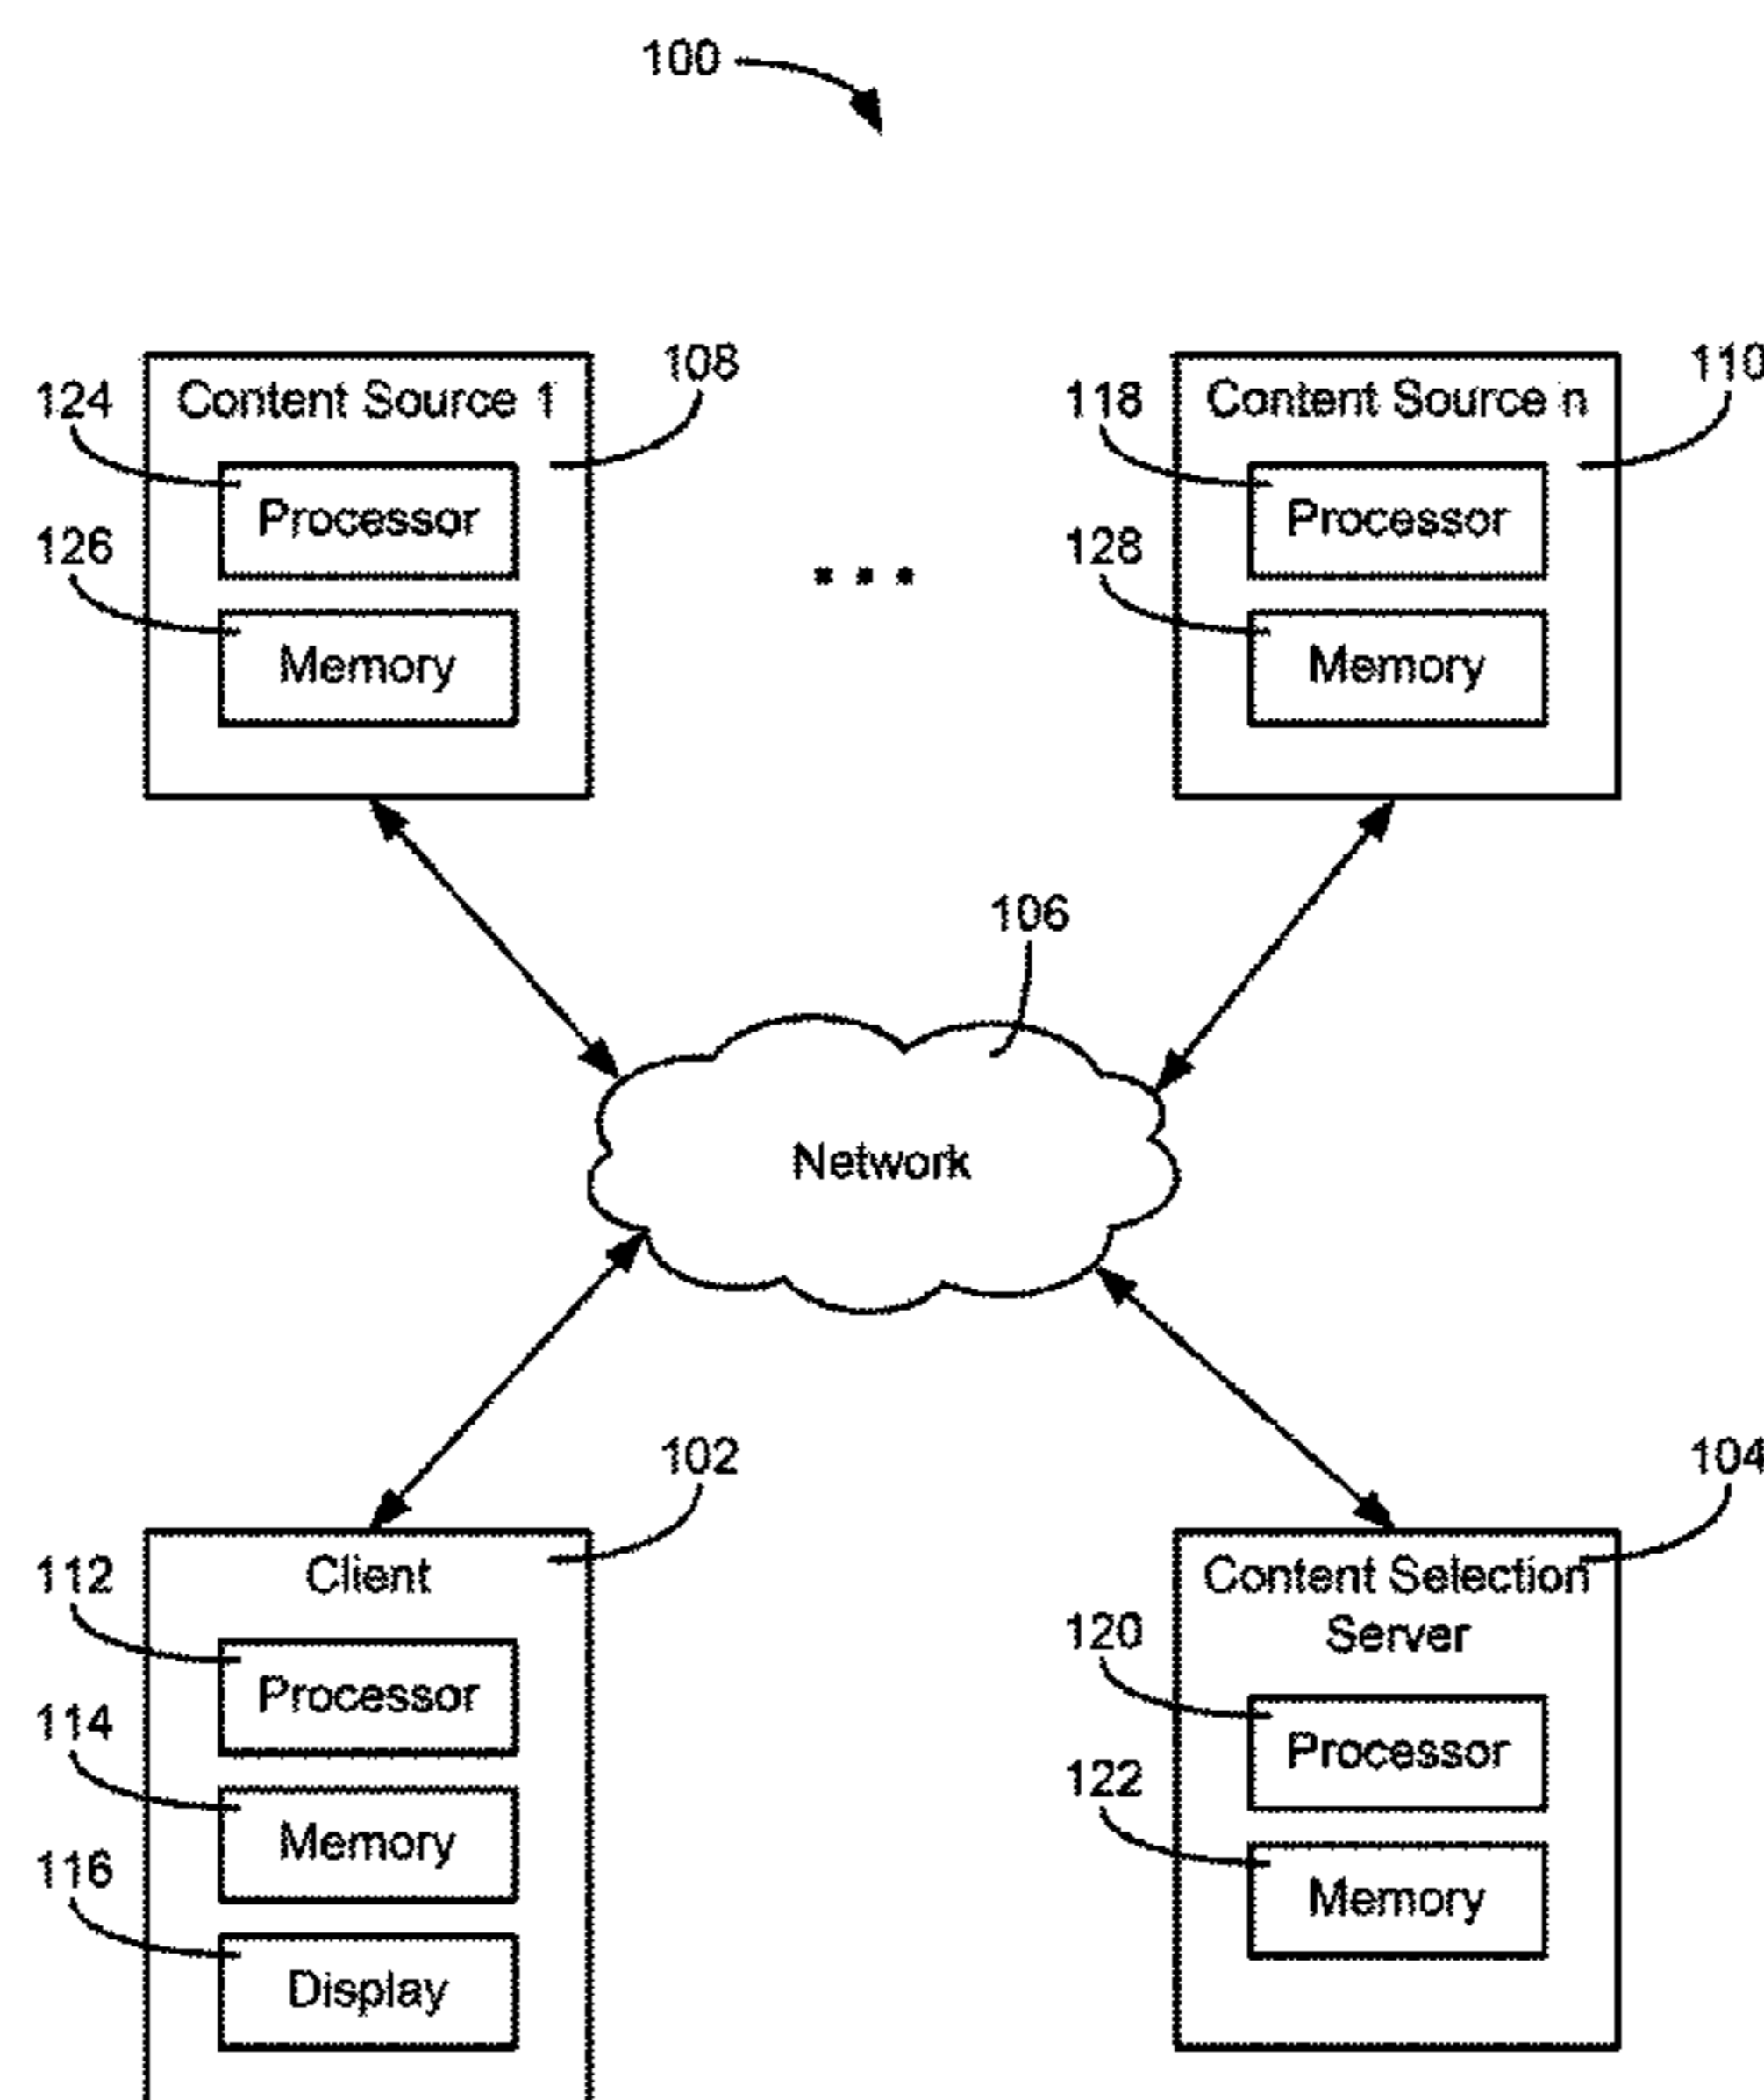 100
108
110
124
Content Source 1
118
Content Source n
Processor
Processor
126
128
Memory
Memory
106
Network
102
104
112
Client
Content Selection
Server
120
Processor
Processor
114
122
Memory
Memory
116
Display